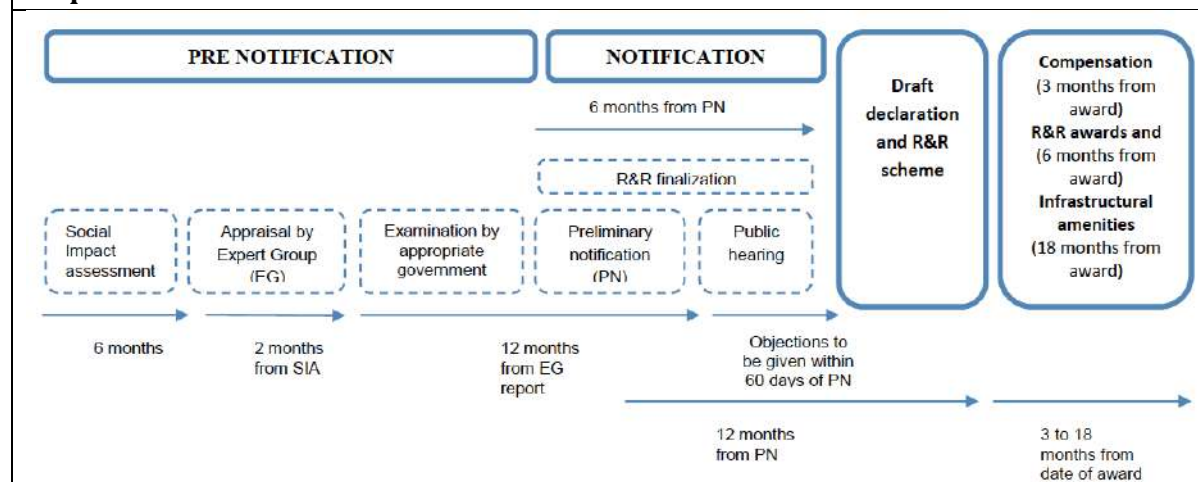 PRE NOTIFICATION
NOTIFICATION
6 months from PN
R&R finalization
Social
Impact
assessment
Appraisal by
Expert Group
(EG)
Examination by
appropriate
government
Preliminary
notification
(PN)
Public
hearing
Draft
declaration
and R&R
scheme
Compensation
(3 months from
award)
R&R awards and
(6 months from
award)
Infrastructural
amenities
(18 months from
award)
6 months
2 months
from SIA
12 months
from EG
report
Objections to
be given within
60 days of PN
12 months
from PN
3 to 18
months from
date of award